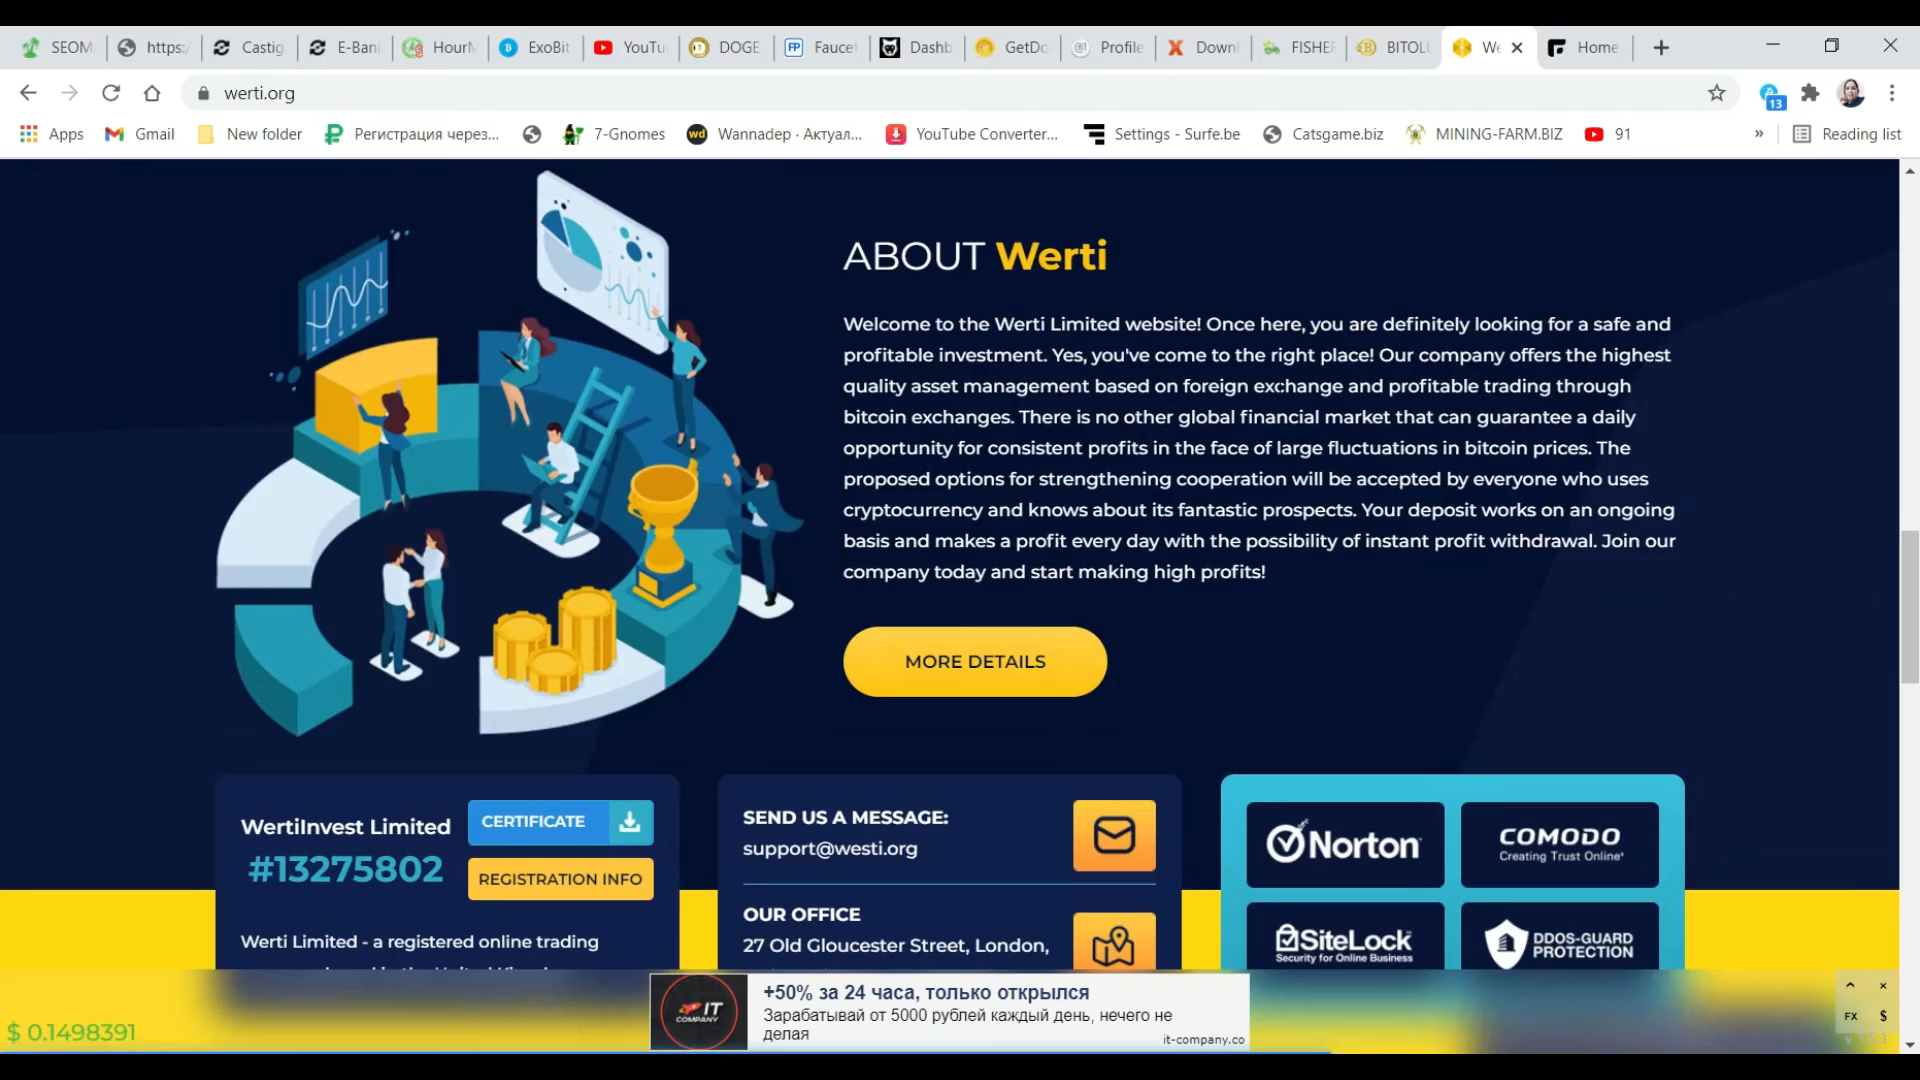 SEOM
https:/
Castig
E-Bani
HourM
ExoBit
YouTu
DOGE
Faucet
Dashb
GetDo
Profile
Downl
FISHER
BITOLU
We
Home
werti.org
13
Apps
Gmail
New folder
Регистрация через...
7-Gnomes
Wannadep · Актуал...
YouTube Converter...
Settings - Surfe.be
Catsgame.biz
MINING-FARM.BIZ
91
»
Reading list
ABOUT Werti
Welcome to the Werti Limited website! Once here, you are definitely looking for a safe and
profitable investment. Yes, you've come to the right place! Our company offers the highest
quality asset management based on foreign exchange and profitable trading through
bitcoin exchanges. There is no other global financial market that can guarantee a daily
opportunity for consistent profits in the face of large fluctuations in bitcoin prices. The
proposed options for strengthening cooperation will be accepted by everyone who uses
cryptocurrency and knows about its fantastic prospects. Your deposit works on an ongoing
basis and makes a profit every day with the possibility of instant profit withdrawal. Join our
company today and start making high profits!
MORE DETAILS
WertiInvest Limited
#13275802
CERTIFICATE
REGISTRATION INFO
Werti Limited - a registered online trading
SEND US A MESSAGE:
support@westi.org
OUR OFFICE
27 Old Gloucester Street, London,
Norton
COMODO
Creating Trust Online
SiteLock
Security for Online Business
DDOS-GUARD
PROTECTION
IT
COMPANY
+50% за 24 часа, только открылся
Зарабатывай от 5000 рублей каждый день, нечего не
делая
it-company.co
$ 0.1498391
FX
$